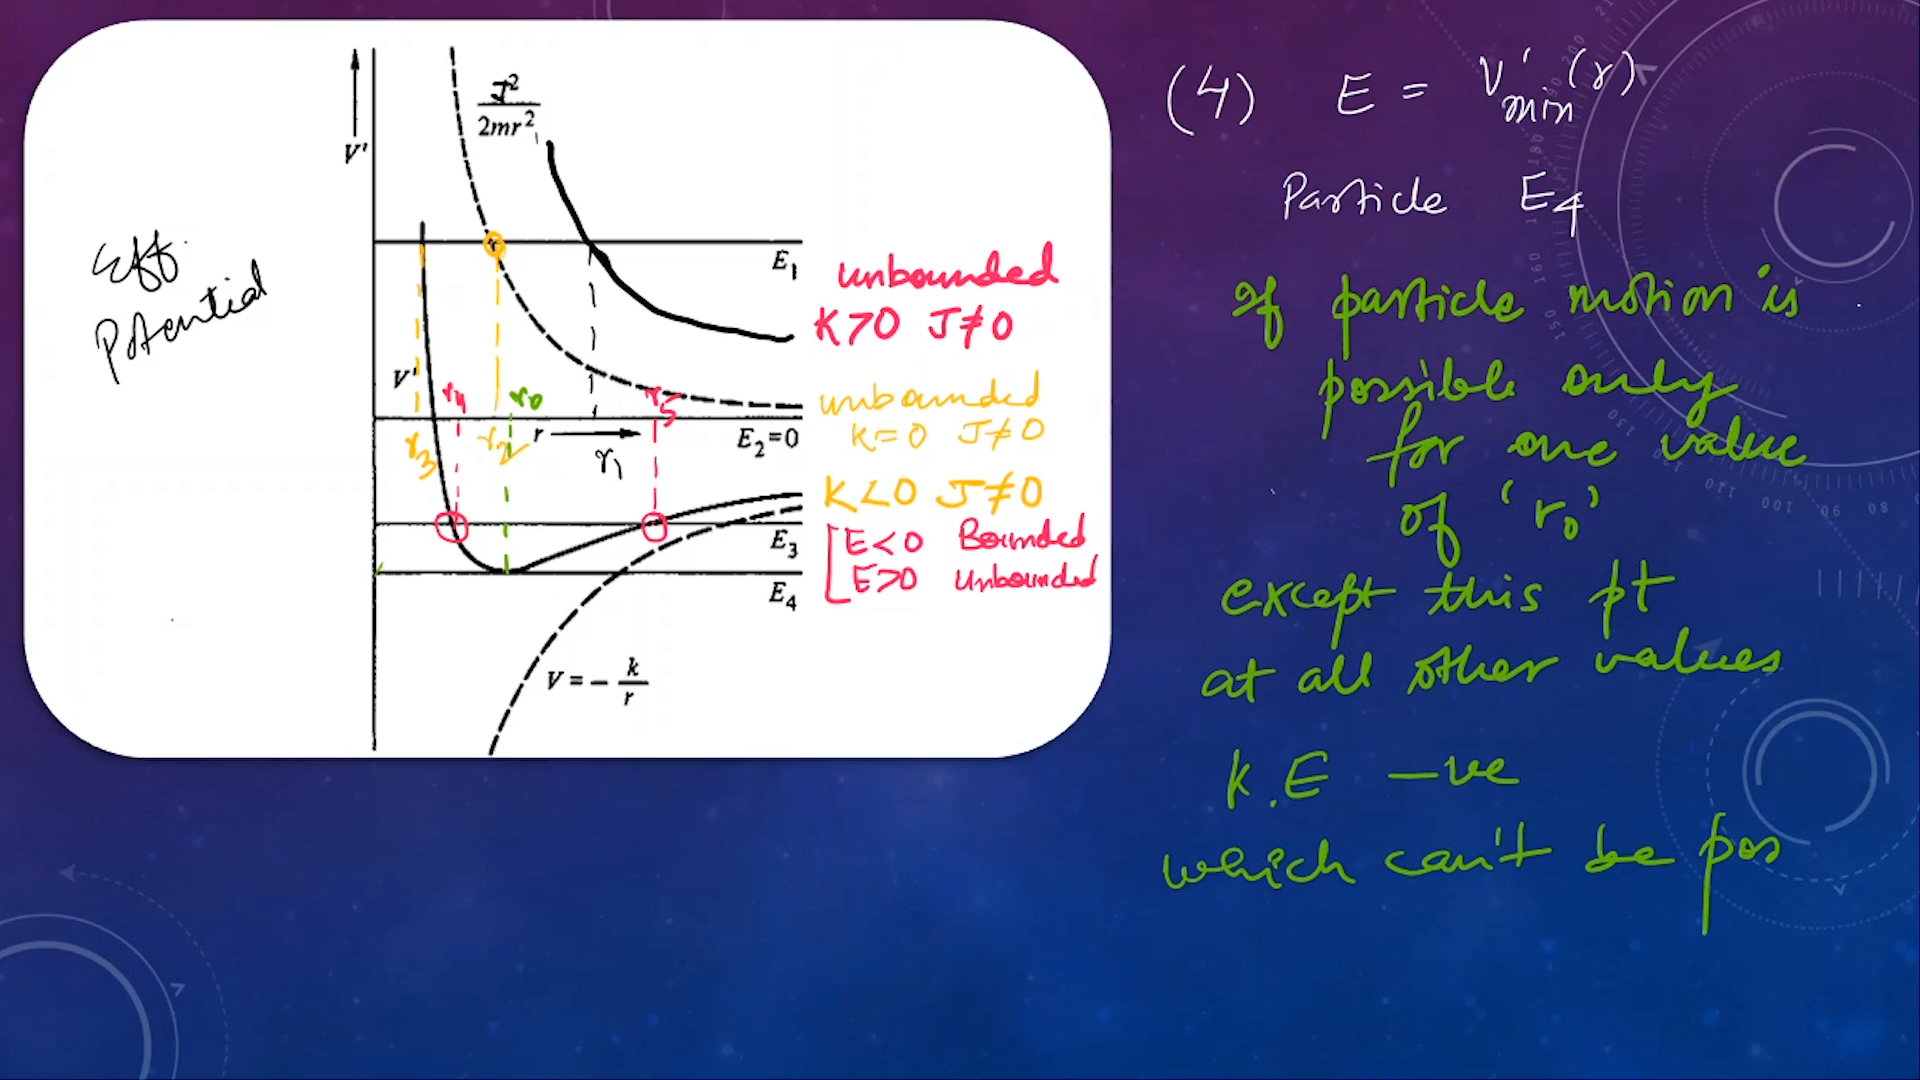 J²
2mr²
V'
Eff.
Potential
E₁
unbounded
K>0 J≠0
V'
r₄
r₀
r₅
unbounded
K=0 J≠0
r₃
r₂
r
r₁
E₂=0
K<0 J≠0
E₃
E<0 Bounded
E>0 Unbounded
E₄
V = - k
r
(4) E = V'min(r)
Particle E₄
If particle motion is
possible only
for one value
of 'r₀'
except this pt
at all other values
K.E -ve
which can't be pos